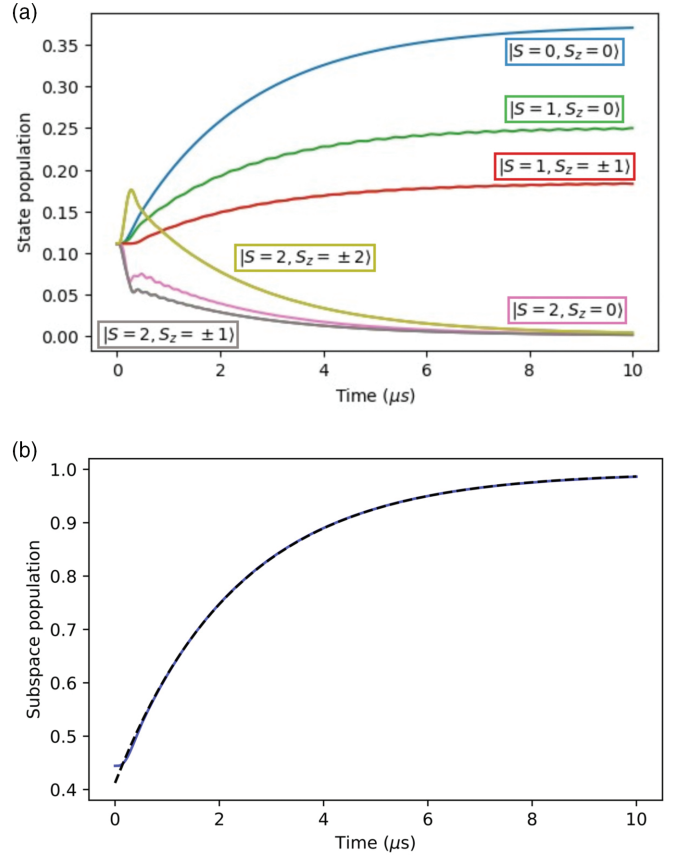 (a)
0.35
0.30
0.25
0.20
0.15
0.10
0.05
0.00
State population
|S = 0, S_z = 0⟩
|S = 1, S_z = 0⟩
|S = 1, S_z = ±1⟩
|S = 2, S_z = ±2⟩
|S = 2, S_z = 0⟩
|S = 2, S_z = ±1⟩
0 2 4 6 8 10
Time (μs)
(b)
1.0
0.9
0.8
0.7
0.6
0.5
0.4
Subspace population
0 2 4 6 8 10
Time (μs)